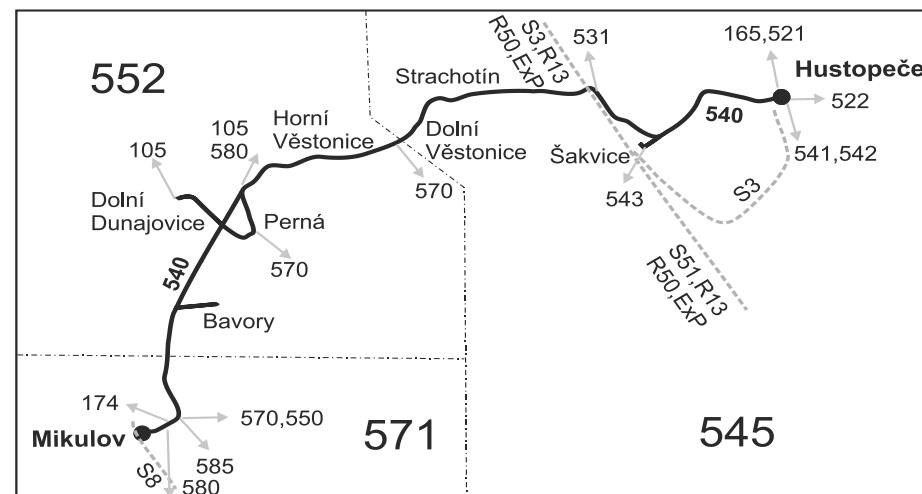 552
S3,R13
R50,ExP
531
165,521
Hustopeče
522
Strachotín
540
541,542
Horní
Věstonice
Dolní
Věstonice
Šakvice
543
S3
105
580
105
570
Dolní
Dunajovice
Perná
570
540
Bavory
S51,R13
R50,ExP
174
570,550
Mikulov
571
545
585
580
S8